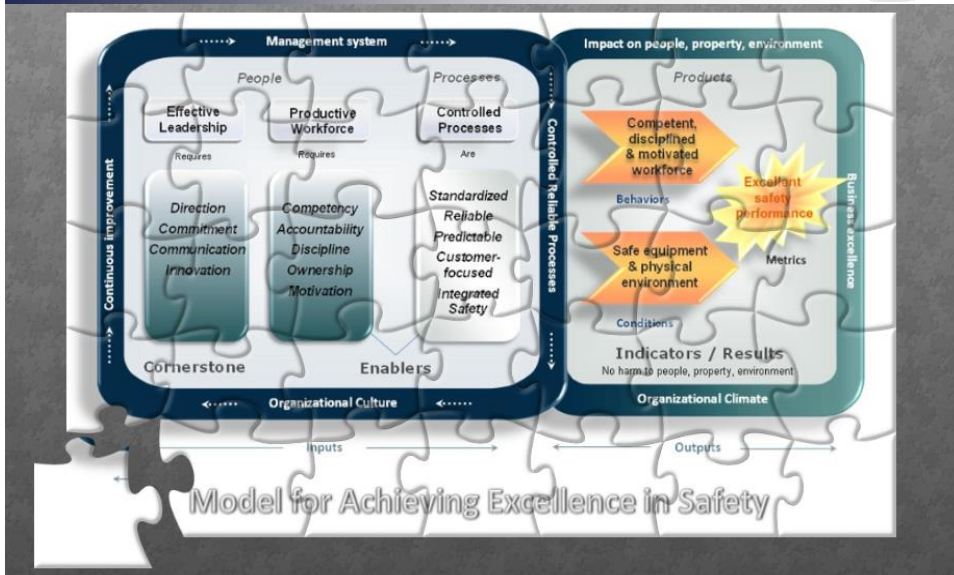 Management system
Impact on people, property, environment
People
Processes
Products
Effective
Leadership
Productive
Workforce
Controlled
Processes
Requires
Requires
Are
Direction
Commitment
Communication
Innovation
Competency
Accountability
Discipline
Ownership
Motivation
Standardized
Reliable
Predictable
Customer-
focused
Integrated
Safety
Continuous improvement
Controlled Reliable Processes
Competent,
disciplined
& motivated
workforce
Behaviors
Excellent
safety
performance
Metrics
Safe equipment
& physical
environment
Conditions
Business excellence
Cornerstone
Enablers
Indicators / Results
No harm to people, property, environment
Organizational Culture
Organizational Climate
Inputs
Outputs
Model for Achieving Excellence in Safety